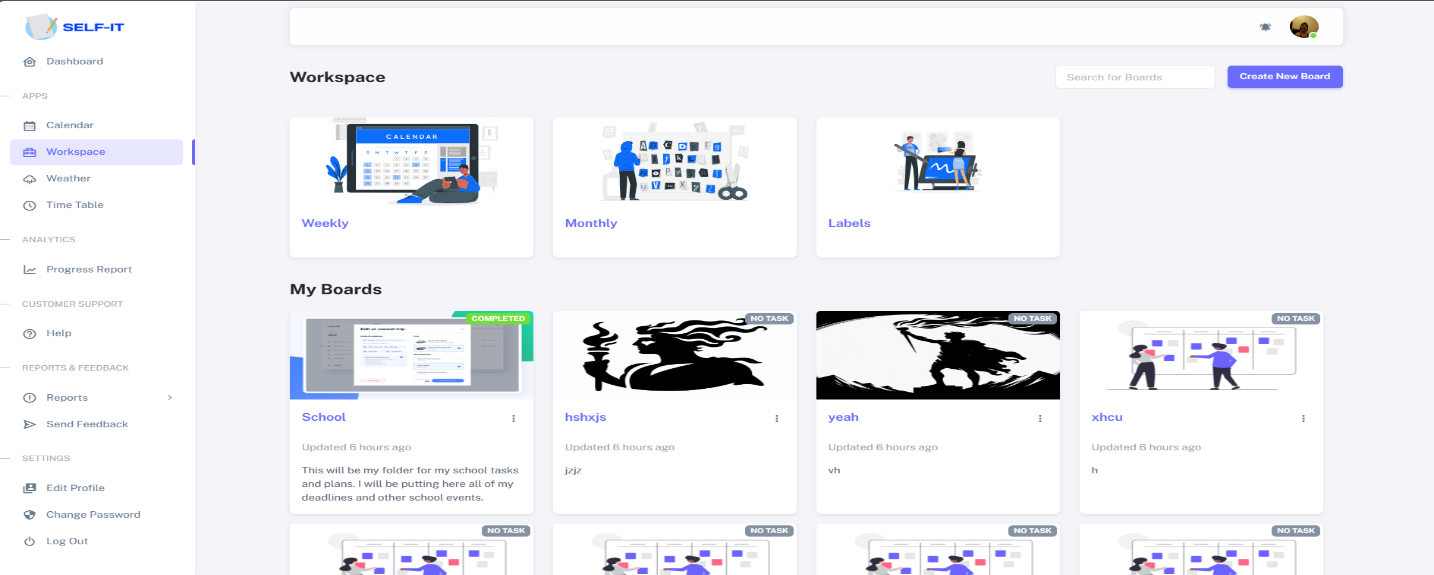 SELF-IT
Dashboard
APPS
Calendar
Workspace
Weather
Time Table
ANALYTICS
Progress Report
CUSTOMER SUPPORT
Help
REPORTS & FEEDBACK
Reports
Send Feedback
SETTINGS
Edit Profile
Change Password
Log Out
Workspace
Search for Boards
Create New Board
CALENDAR
Weekly
Monthly
Labels
My Boards
COMPLETED
Edit or cancel trip
School
Updated 6 hours ago
This will be my folder for my school tasks
and plans. I will be putting here all of my
deadlines and other school events.
NO TASK
hshxjs
Updated 6 hours ago
jzjz
NO TASK
yeah
Updated 6 hours ago
vh
NO TASK
xhcu
Updated 6 hours ago
h
NO TASK
NO TASK
NO TASK
NO TASK